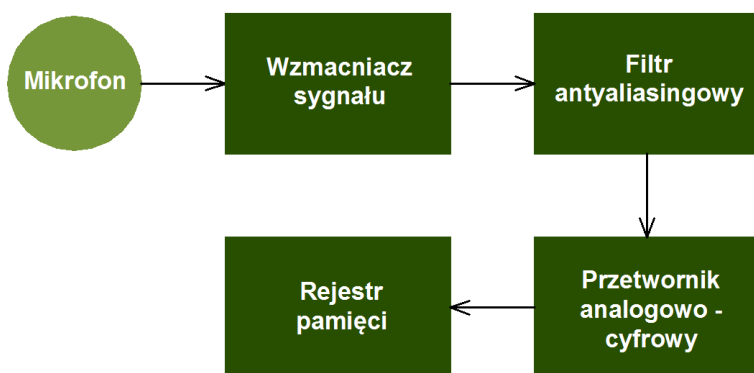 Mikrofon
Wzmacniacz
sygnału
Filtr
antyaliasingowy
Przetwornik
analogowo -
cyfrowy
Rejestr
pamięci